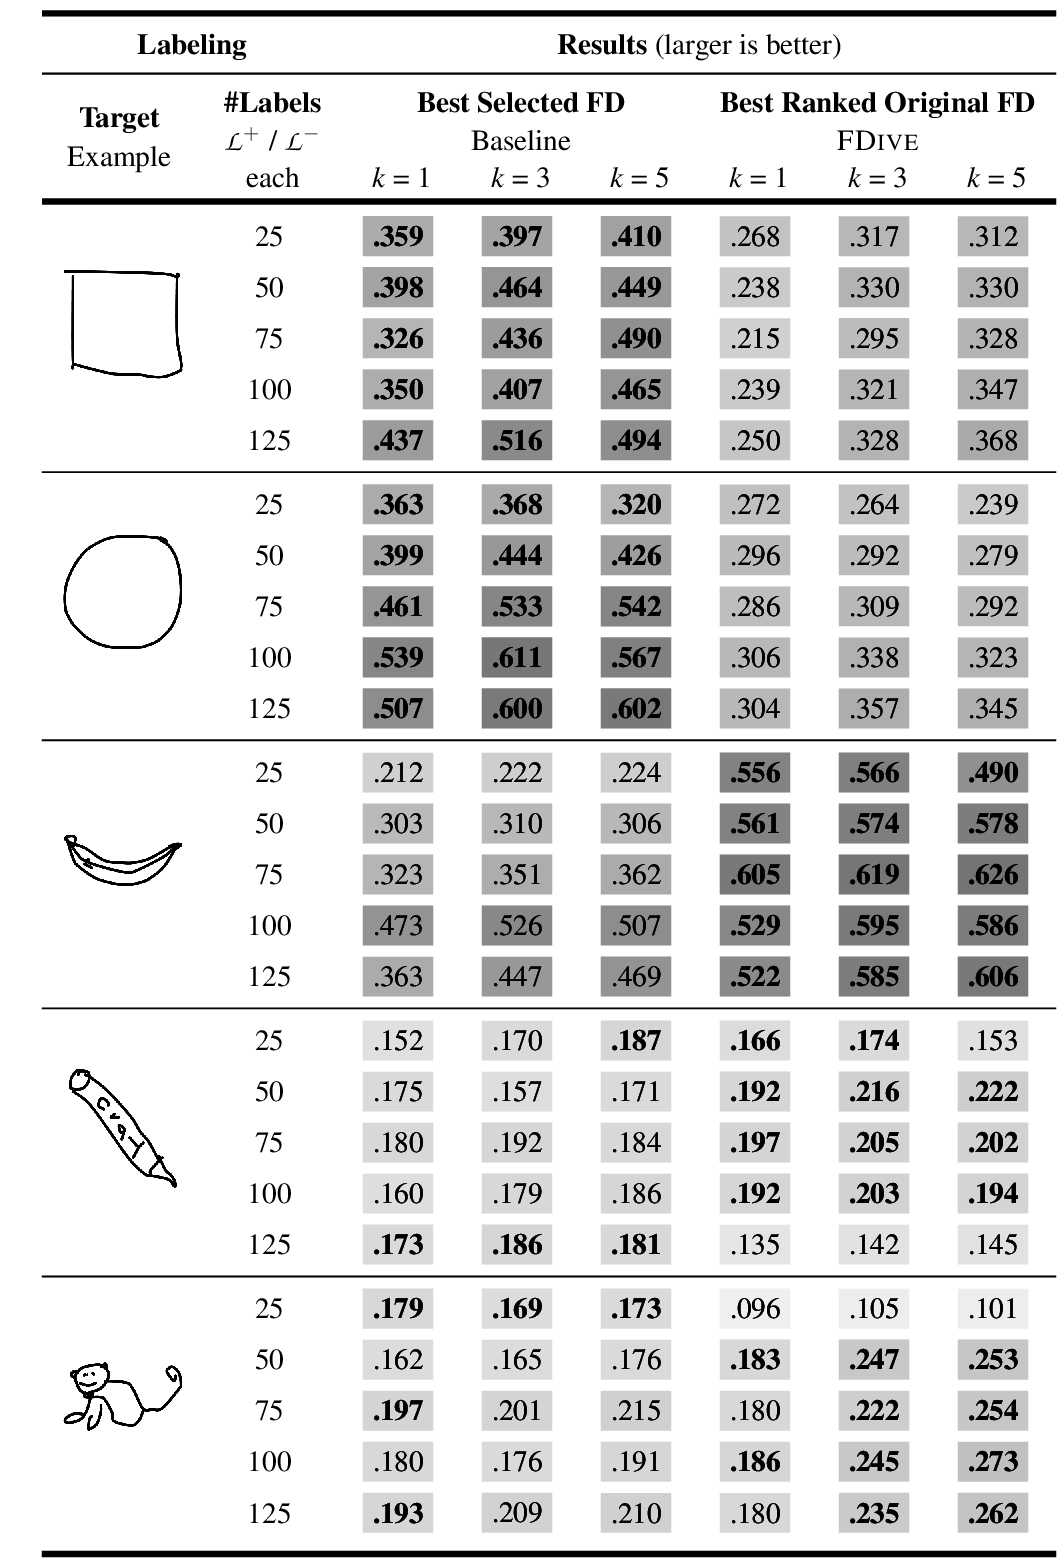 Labeling Results (larger is better)
Target #Labels Best Selected FD Best Ranked Original FD
Example ℒ⁺ / ℒ⁻ Baseline FDIVE
each k = 1 k = 3 k = 5 k = 1 k = 3 k = 5
25 .359 .397 .410 .268 .317 .312
50 .398 .464 .449 .238 .330 .330
75 .326 .436 .490 .215 .295 .328
100 .350 .407 .465 .239 .321 .347
125 .437 .516 .494 .250 .328 .368
25 .363 .368 .320 .272 .264 .239
50 .399 .444 .426 .296 .292 .279
75 .461 .533 .542 .286 .309 .292
100 .539 .611 .567 .306 .338 .323
125 .507 .600 .602 .304 .357 .345
25 .212 .222 .224 .556 .566 .490
50 .303 .310 .306 .561 .574 .578
75 .323 .351 .362 .605 .619 .626
100 .473 .526 .507 .529 .595 .586
125 .363 .447 .469 .522 .585 .606
25 .152 .170 .187 .166 .174 .153
50 .175 .157 .171 .192 .216 .222
75 .180 .192 .184 .197 .205 .202
100 .160 .179 .186 .192 .203 .194
125 .173 .186 .181 .135 .142 .145
25 .179 .169 .173 .096 .105 .101
50 .162 .165 .176 .183 .247 .253
75 .197 .201 .215 .180 .222 .254
100 .180 .176 .191 .186 .245 .273
125 .193 .209 .210 .180 .235 .262